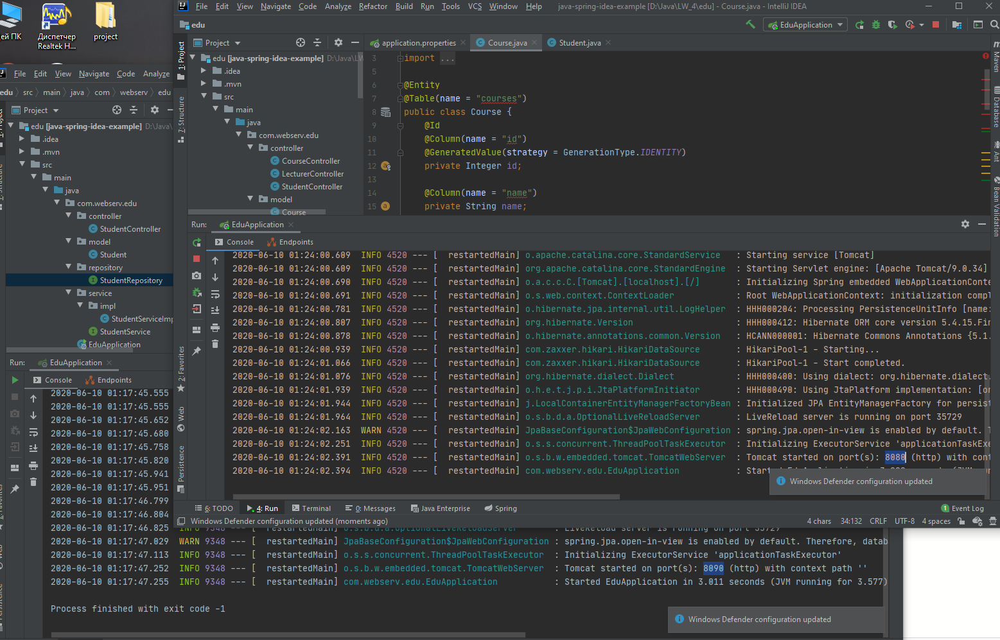 ей ПК
Диспетчер
Realtek H...
project
File Edit View Navigate Code Analyze Refactor Build Run Tools VCS Window Help java-spring-idea-example [D:\Java\LW_4\edu] - Course.java - IntelliJ IDEA
edu
EduApplication
Project
application.properties
Course.java
Student.java
1: Project
7: Structure
2: Favorites
Web
Persistence
edu [java-spring-idea-example] D:\Java\LW
.idea
.mvn
src
main
java
com.webserv.edu
controller
CourseController
LecturerController
StudentController
model
Course
3 import ...
5
6 @Entity
7 @Table(name = "courses")
8 public class Course {
9 @Id
10 @Column(name = "id")
11 @GeneratedValue(strategy = GenerationType.IDENTITY)
12 private Integer id;
13
14 @Column(name = "name")
15 private String name;
Maven
Database
Ant
Bean Validation
Run: EduApplication
Console Endpoints
2020-06-10 01:24:00.609 INFO 4520 --- [ restartedMain] o.apache.catalina.core.StandardService : Starting service [Tomcat]
2020-06-10 01:24:00.609 INFO 4520 --- [ restartedMain] org.apache.catalina.core.StandardEngine : Starting Servlet engine: [Apache Tomcat/9.0.34]
2020-06-10 01:24:00.690 INFO 4520 --- [ restartedMain] o.a.c.c.C.[Tomcat].[localhost].[/] : Initializing Spring embedded WebApplicationConte
2020-06-10 01:24:00.691 INFO 4520 --- [ restartedMain] o.s.web.context.ContextLoader : Root WebApplicationContext: initialization compl
2020-06-10 01:24:00.781 INFO 4520 --- [ restartedMain] o.hibernate.jpa.internal.util.LogHelper : HHH000204: Processing PersistenceUnitInfo [name:
2020-06-10 01:24:00.807 INFO 4520 --- [ restartedMain] org.hibernate.Version : HHH000412: Hibernate ORM core version 5.4.15.Fin
2020-06-10 01:24:00.878 INFO 4520 --- [ restartedMain] o.hibernate.annotations.common.Version : HCANN000001: Hibernate Commons Annotations {5.1.
2020-06-10 01:24:00.939 INFO 4520 --- [ restartedMain] com.zaxxer.hikari.HikariDataSource : HikariPool-1 - Starting...
2020-06-10 01:24:01.066 INFO 4520 --- [ restartedMain] com.zaxxer.hikari.HikariDataSource : HikariPool-1 - Start completed.
2020-06-10 01:24:01.076 INFO 4520 --- [ restartedMain] org.hibernate.dialect.Dialect : HHH000400: Using dialect: org.hibernate.dialect.
2020-06-10 01:24:01.939 INFO 4520 --- [ restartedMain] o.h.e.t.j.p.i.JtaPlatformInitiator : HHH000490: Using JtaPlatform implementation: [or
2020-06-10 01:24:01.944 INFO 4520 --- [ restartedMain] j.LocalContainerEntityManagerFactoryBean : Initialized JPA EntityManagerFactory for persist
2020-06-10 01:24:01.964 INFO 4520 --- [ restartedMain] o.s.b.d.a.OptionalLiveReloadServer : LiveReload server is running on port 35729
2020-06-10 01:24:02.163 WARN 4520 --- [ restartedMain] JpaBaseConfiguration$JpaWebConfiguration : spring.jpa.open-in-view is enabled by default. T
2020-06-10 01:24:02.251 INFO 4520 --- [ restartedMain] o.s.s.concurrent.ThreadPoolTaskExecutor : Initializing ExecutorService 'applicationTaskExe
2020-06-10 01:24:02.391 INFO 4520 --- [ restartedMain] o.s.b.w.embedded.tomcat.TomcatWebServer : Tomcat started on port(s): 8080 (http) with cont
2020-06-10 01:24:02.394 INFO 4520 --- [ restartedMain] com.webserv.edu.EduApplication : Start
Windows Defender configuration updated
6: TODO 4: Run Terminal 0: Messages Java Enterprise Spring 1 Event Log
Windows Defender configuration updated (moments ago) 4 chars 34:132 CRLF UTF-8 4 spaces
File Edit View Navigate Code Analyze
edu src main java com webserv edu
Project
edu [java-spring-idea-example] D:\Java\
.idea
.mvn
src
main
java
com.webserv.edu
controller
StudentController
model
Student
repository
StudentRepository
service
impl
StudentServiceImp
StudentService
EduApplication
Run: EduApplication
Console Endpoints
2020-06-10 01:17:45.555
2020-06-10 01:17:45.555
2020-06-10 01:17:45.652
2020-06-10 01:17:45.680
2020-06-10 01:17:45.758
2020-06-10 01:17:45.820
2020-06-10 01:17:45.941
2020-06-10 01:17:45.951
2020-06-10 01:17:46.799
2020-06-10 01:17:46.804
2020-06-10 01:17:46.825 INFO 9348 --- [ restartedMain] o.s.b.d.a.OptionalLiveReloadServer : LiveReload server is running on port 35729
2020-06-10 01:17:47.029 WARN 9348 --- [ restartedMain] JpaBaseConfiguration$JpaWebConfiguration : spring.jpa.open-in-view is enabled by default. Therefore, datab
2020-06-10 01:17:47.113 INFO 9348 --- [ restartedMain] o.s.s.concurrent.ThreadPoolTaskExecutor : Initializing ExecutorService 'applicationTaskExecutor'
2020-06-10 01:17:47.252 INFO 9348 --- [ restartedMain] o.s.b.w.embedded.tomcat.TomcatWebServer : Tomcat started on port(s): 8090 (http) with context path ''
2020-06-10 01:17:47.255 INFO 9348 --- [ restartedMain] com.webserv.edu.EduApplication : Started EduApplication in 3.011 seconds (JVM running for 3.577)
Process finished with exit code -1
Windows Defender configuration updated